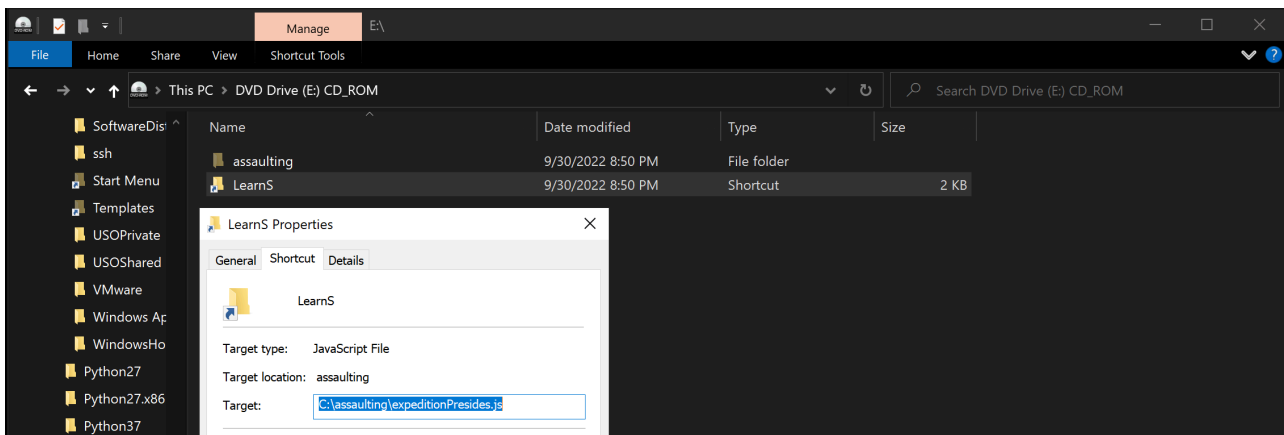 Manage E:\
File Home Share View Shortcut Tools
This PC > DVD Drive (E:) CD_ROM Search DVD Drive (E:) CD_ROM
SoftwareDist
ssh
Start Menu
Templates
USOPrivate
USOShared
VMware
Windows Ap
WindowsHo
Python27
Python27.x86
Python37
Name Date modified Type Size
assaulting 9/30/2022 8:50 PM File folder
LearnS 9/30/2022 8:50 PM Shortcut 2 KB
LearnS Properties
General Shortcut Details
LearnS
Target type: JavaScript File
Target location: assaulting
Target: C:\assaulting\expeditionPresides.js